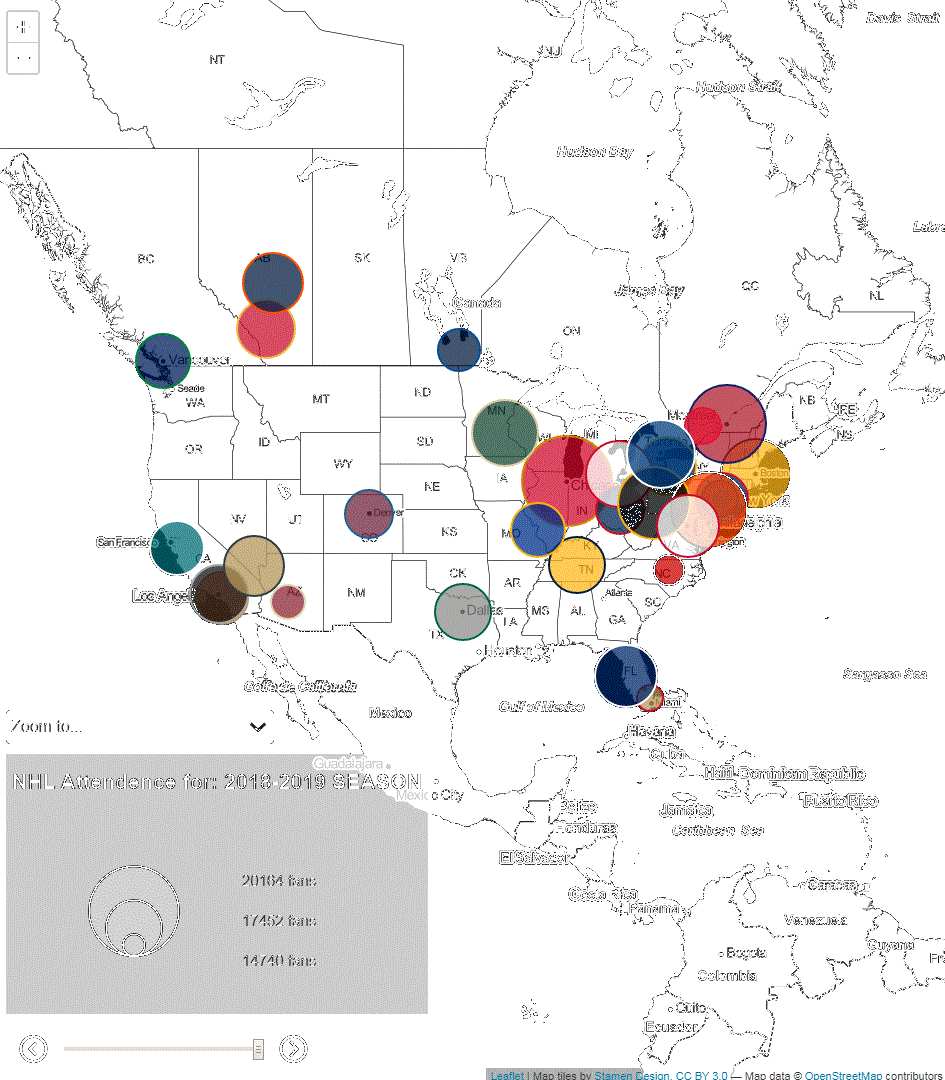 Davis Strait
NU
NT
Hudson Strait
Hudson Bay
Labra
BC
AB
SK
Canada
James Bay
QC
NL
ON
Vancouver
Seattle
WA
MT
ND
MN
NB
PE
NS
OR
ID
SD
WI
MI
WY
IA
Boston
NE
IN
NV
UT
Denver
CO
KS
MO
San Francisco
CA
OK
TN
VA
NC
Los Angeles
AZ
NM
AR
Atlanta
SC
Dallas
MS
AL
GA
TX
LA
Houston
FL
Golfo de California
Gulf of Mexico
Miami
Sargasso Sea
Mexico
Havana
Zoom to...
Cuba
Guadalajara
Haiti
Dominican Republic
NHL Attendence for: 2018-2019 SEASON
Mexico City
Belize
Jamaica
Puerto Rico
Honduras
Caribbean Sea
El Salvador
20164 fans
Costa Rica
Caracas
Panama
17452 fans
Venezuela
Guyana
Bogota
14740 fans
Colombia
Quito
Ecuador
Leaflet | Map tiles by Stamen Design, CC BY 3.0 — Map data © OpenStreetMap contributors